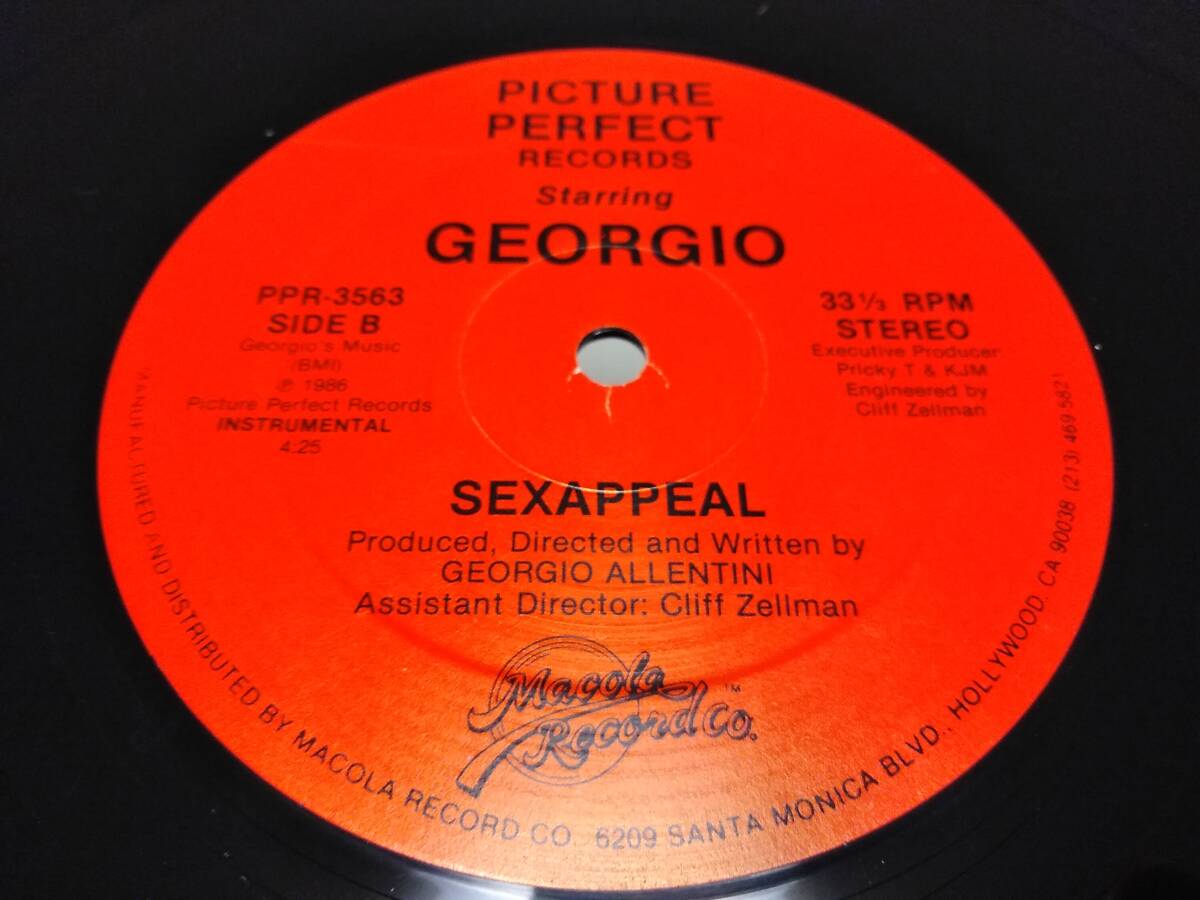 PICTURE
PERFECT
RECORDS
Starring
GEORGIO
PPR-3563
SIDE B
Georgio's Music
(BMI)
℗ 1986
Picture Perfect Records
INSTRUMENTAL
4:25
33 1/3 RPM
STEREO
Executive Producer:
Pricky T & KJM
Engineered by
Cliff Zellman
SEXAPPEAL
Produced, Directed and Written by
GEORGIO ALLENTINI
Assistant Director: Cliff Zellman
Macola
Record Co.
TM
MANUFACTURED AND DISTRIBUTED BY MACOLA RECORD CO. 6209 SANTA MONICA BLVD., HOLLYWOOD, CA 90038 (213) 469 5821